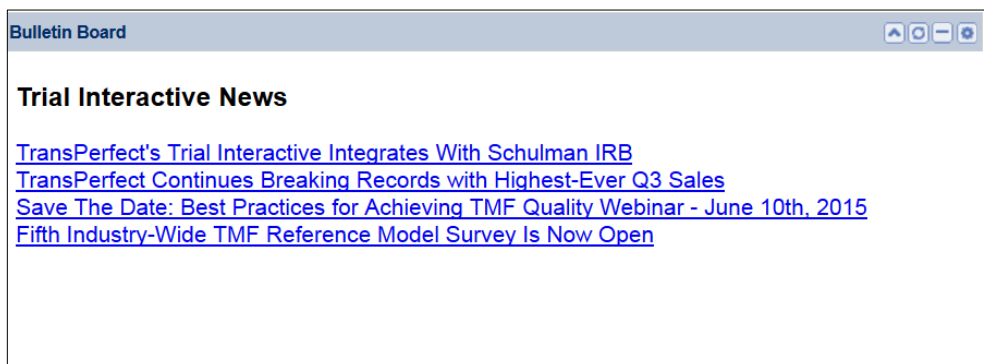 Bulletin Board
Trial Interactive News
TransPerfect's Trial Interactive Integrates With Schulman IRB
TransPerfect Continues Breaking Records with Highest-Ever Q3 Sales
Save The Date: Best Practices for Achieving TMF Quality Webinar - June 10th, 2015
Fifth Industry-Wide TMF Reference Model Survey Is Now Open